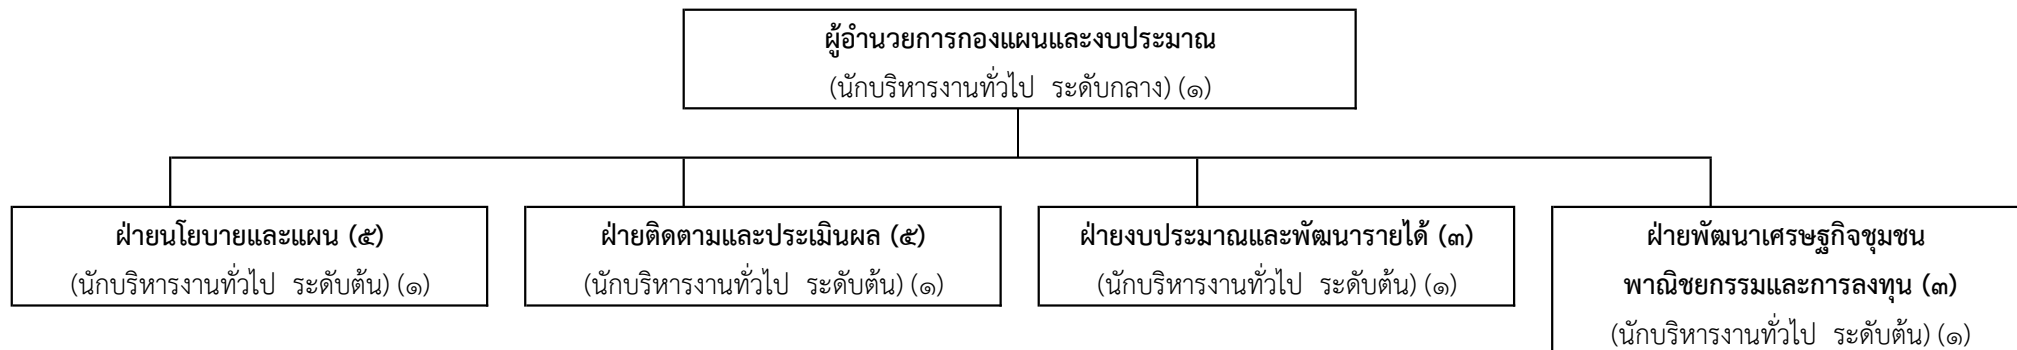 ผู้อำนวยการกองแผนและงบประมาณ
(นักบริหารงานทั่วไป ระดับกลาง) (๑)
ฝ่ายนโยบายและแผน (๕)
(นักบริหารงานทั่วไป ระดับต้น) (๑)
ฝ่ายติดตามและประเมินผล (๕)
(นักบริหารงานทั่วไป ระดับต้น) (๑)
ฝ่ายงบประมาณและพัฒนารายได้ (๓)
(นักบริหารงานทั่วไป ระดับต้น) (๑)
ฝ่ายพัฒนาเศรษฐกิจชุมชน
พาณิชยกรรมและการลงทุน (๓)
(นักบริหารงานทั่วไป ระดับต้น) (๑)